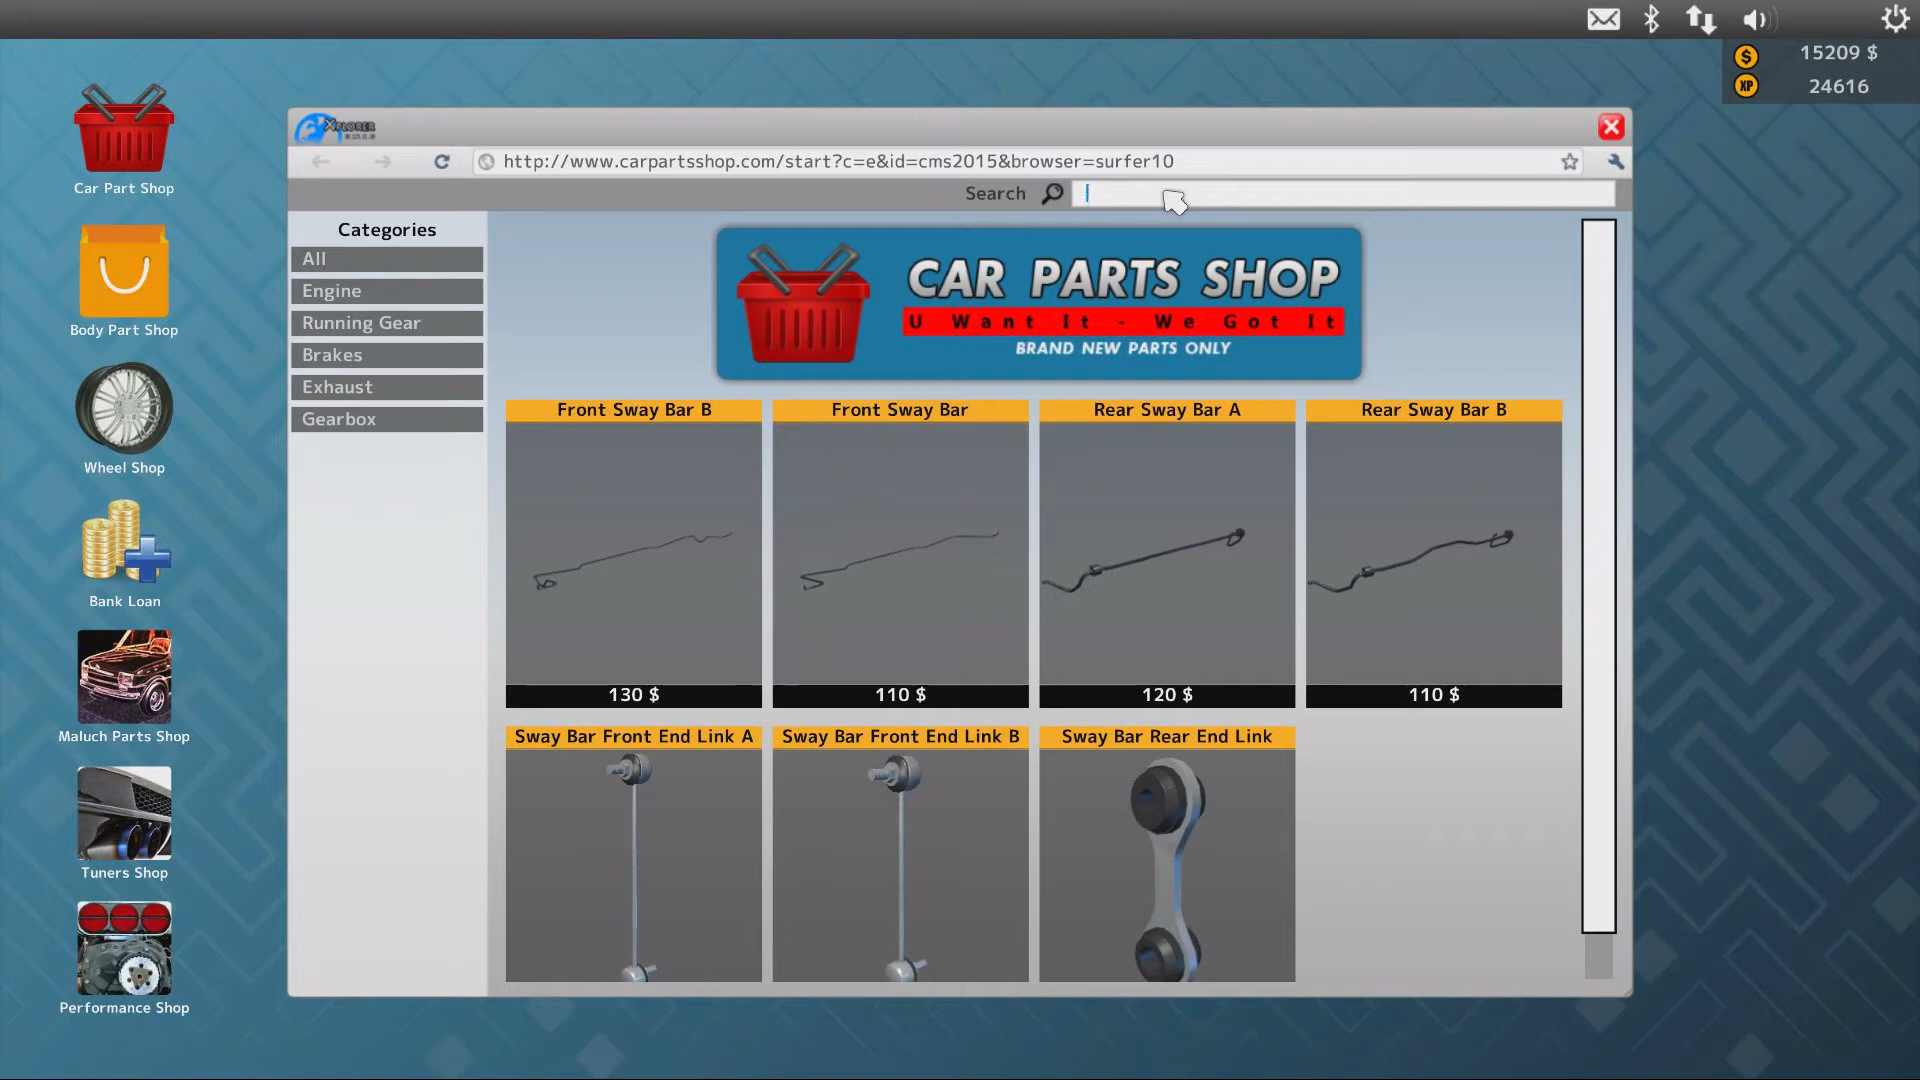 15209 $
XP 24616
Car Part Shop
Body Part Shop
Wheel Shop
Bank Loan
Maluch Parts Shop
Tuners Shop
Performance Shop
XPLORER
http://www.carpartsshop.com/start?c=e&id=cms2015&browser=surfer10
Search
Categories
All
Engine
Running Gear
Brakes
Exhaust
Gearbox
CAR PARTS SHOP
U Want It - We Got It
BRAND NEW PARTS ONLY
Front Sway Bar B
130 $
Front Sway Bar
110 $
Rear Sway Bar A
120 $
Rear Sway Bar B
110 $
Sway Bar Front End Link A
Sway Bar Front End Link B
Sway Bar Rear End Link